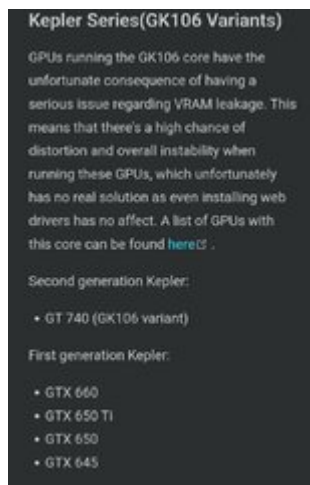 Kepler Series(GK106 Variants)
GPUs running the GK106 core have the
unfortunate consequence of having a
serious issue regarding VRAM leakage. This
means that there's a high chance of
distortion and overall instability when
running these GPUs, which unfortunately
has no real solution as even installing web
drivers has no affect. A list of GPUs with
this core can be found here .
Second generation Kepler:
• GT 740 (GK106 variant)
First generation Kepler:
• GTX 660
• GTX 650 TI
• GTX 650
• GTX 645